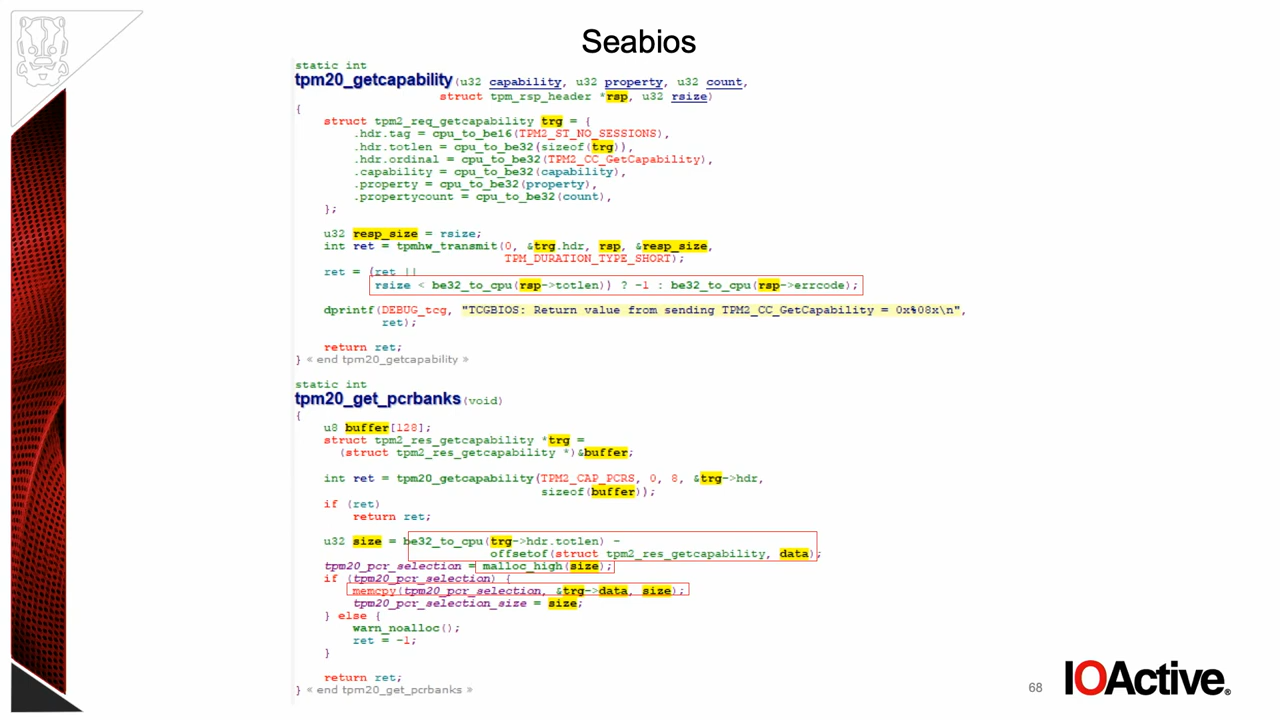 Seabios
static int
tpm20_getcapability(u32 capability, u32 property, u32 count,
struct tpm_rsp_header *rsp, u32 rsize)
{
struct tpm2_req_getcapability trg = {
.hdr.tag = cpu_to_be16(TPM2_ST_NO_SESSIONS),
.hdr.totlen = cpu_to_be32(sizeof(trg)),
.hdr.ordinal = cpu_to_be32(TPM2_CC_GetCapability),
.capability = cpu_to_be32(capability),
.property = cpu_to_be32(property),
.propertycount = cpu_to_be32(count),
};
u32 resp_size = rsize;
int ret = tpmhw_transmit(0, &trg.hdr, rsp, &resp_size,
TPM_DURATION_TYPE_SHORT);
ret = (ret ||
rsize < be32_to_cpu(rsp->totlen)) ? -1 : be32_to_cpu(rsp->errcode);
dprintf(DEBUG_tcg, "TCGBIOS: Return value from sending TPM2_CC_GetCapability = 0x%08x\n",
ret);
return ret;
} « end tpm20_getcapability »
static int
tpm20_get_pcrbanks(void)
{
u8 buffer[128];
struct tpm2_res_getcapability *trg =
(struct tpm2_res_getcapability *)&buffer;
int ret = tpm20_getcapability(TPM2_CAP_PCRS, 0, 8, &trg->hdr,
sizeof(buffer));
if (ret)
return ret;
u32 size = be32_to_cpu(trg->hdr.totlen) -
offsetof(struct tpm2_res_getcapability, data);
tpm20_pcr_selection = malloc_high(size);
if (tpm20_pcr_selection) {
memcpy(tpm20_pcr_selection, &trg->data, size);
tpm20_pcr_selection_size = size;
} else {
warn_noalloc();
ret = -1;
}
return ret;
} « end tpm20_get_pcrbanks »
68
IOActive®